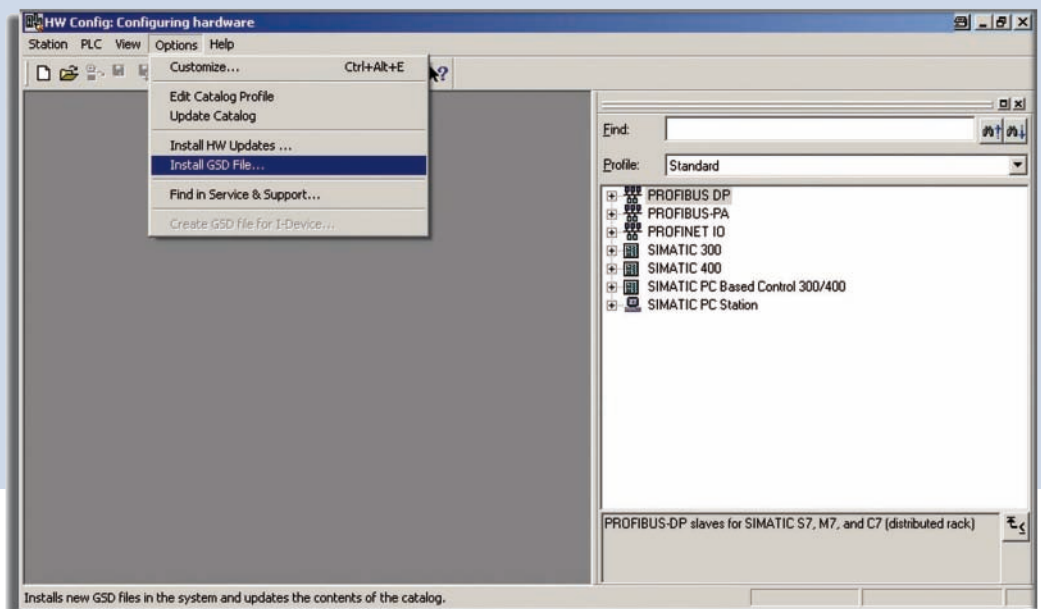 HW Config: Configuring hardware
Station PLC View Options Help
Customize... Ctrl+Alt+E
Edit Catalog Profile
Update Catalog
Install HW Updates ...
Install GSD File...
Find in Service & Support...
Create GSD file for I-Device...
Find:
Profile: Standard
PROFIBUS DP
PROFIBUS-PA
PROFINET IO
SIMATIC 300
SIMATIC 400
SIMATIC PC Based Control 300/400
SIMATIC PC Station
PROFIBUS-DP slaves for SIMATIC S7, M7, and C7 (distributed rack)
Installs new GSD files in the system and updates the contents of the catalog.